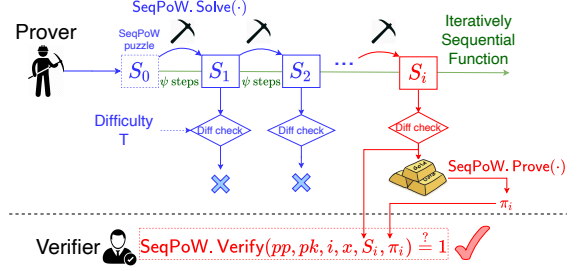 SeqPoW.Solve(·)
Prover
SeqPoW
puzzle
Iteratively
Sequential
Function
S₀
S₁
S₂
...
Sᵢ
ψ steps
ψ steps
Difficulty
T
Diff check
Diff check
Diff check
SeqPoW.Prove(·)
πᵢ
Verifier
SeqPoW.Verify(pp, pk, i, x, Sᵢ, πᵢ) ≟ 1